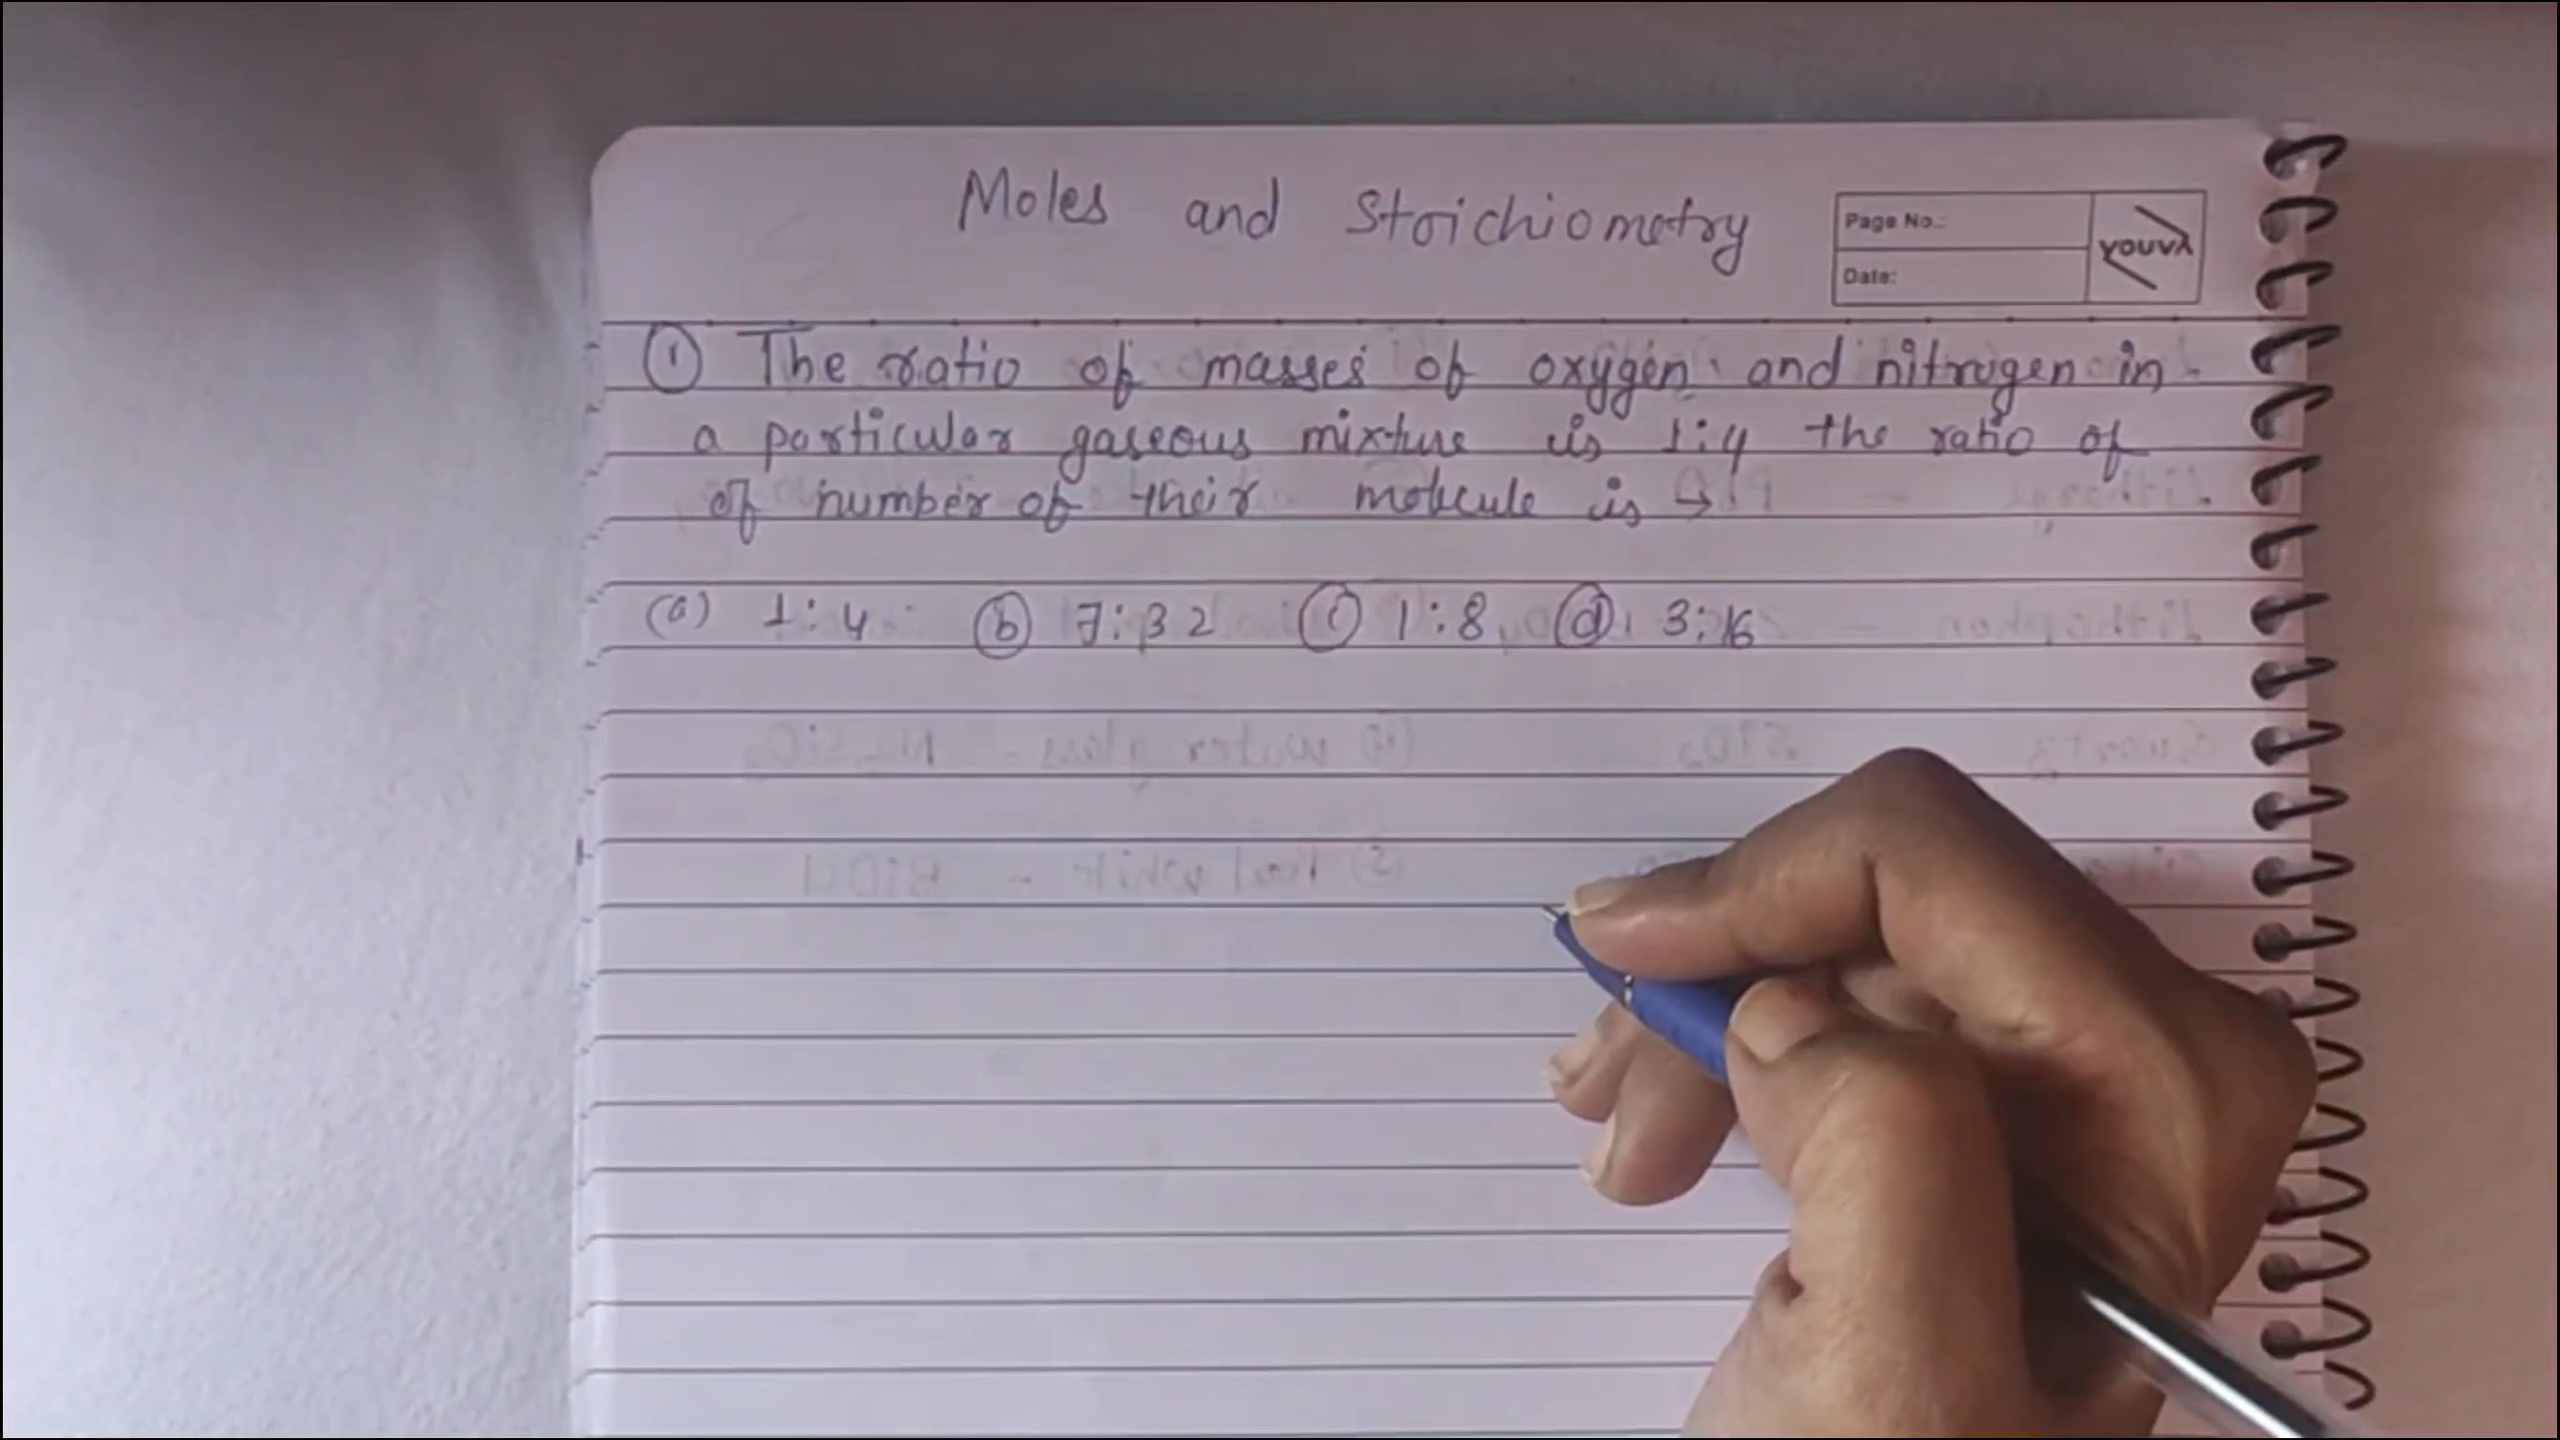 Moles and Stoichiometry
Page No.:
Date:
youva
① The ratio of masses of oxygen and nitrogen in
a particular gaseous mixture is 1:4 the ratio of
of number of their molecule is →
(a) 1:4 ⓑ 7:32 ⓒ 1:8 ⓓ 3:16